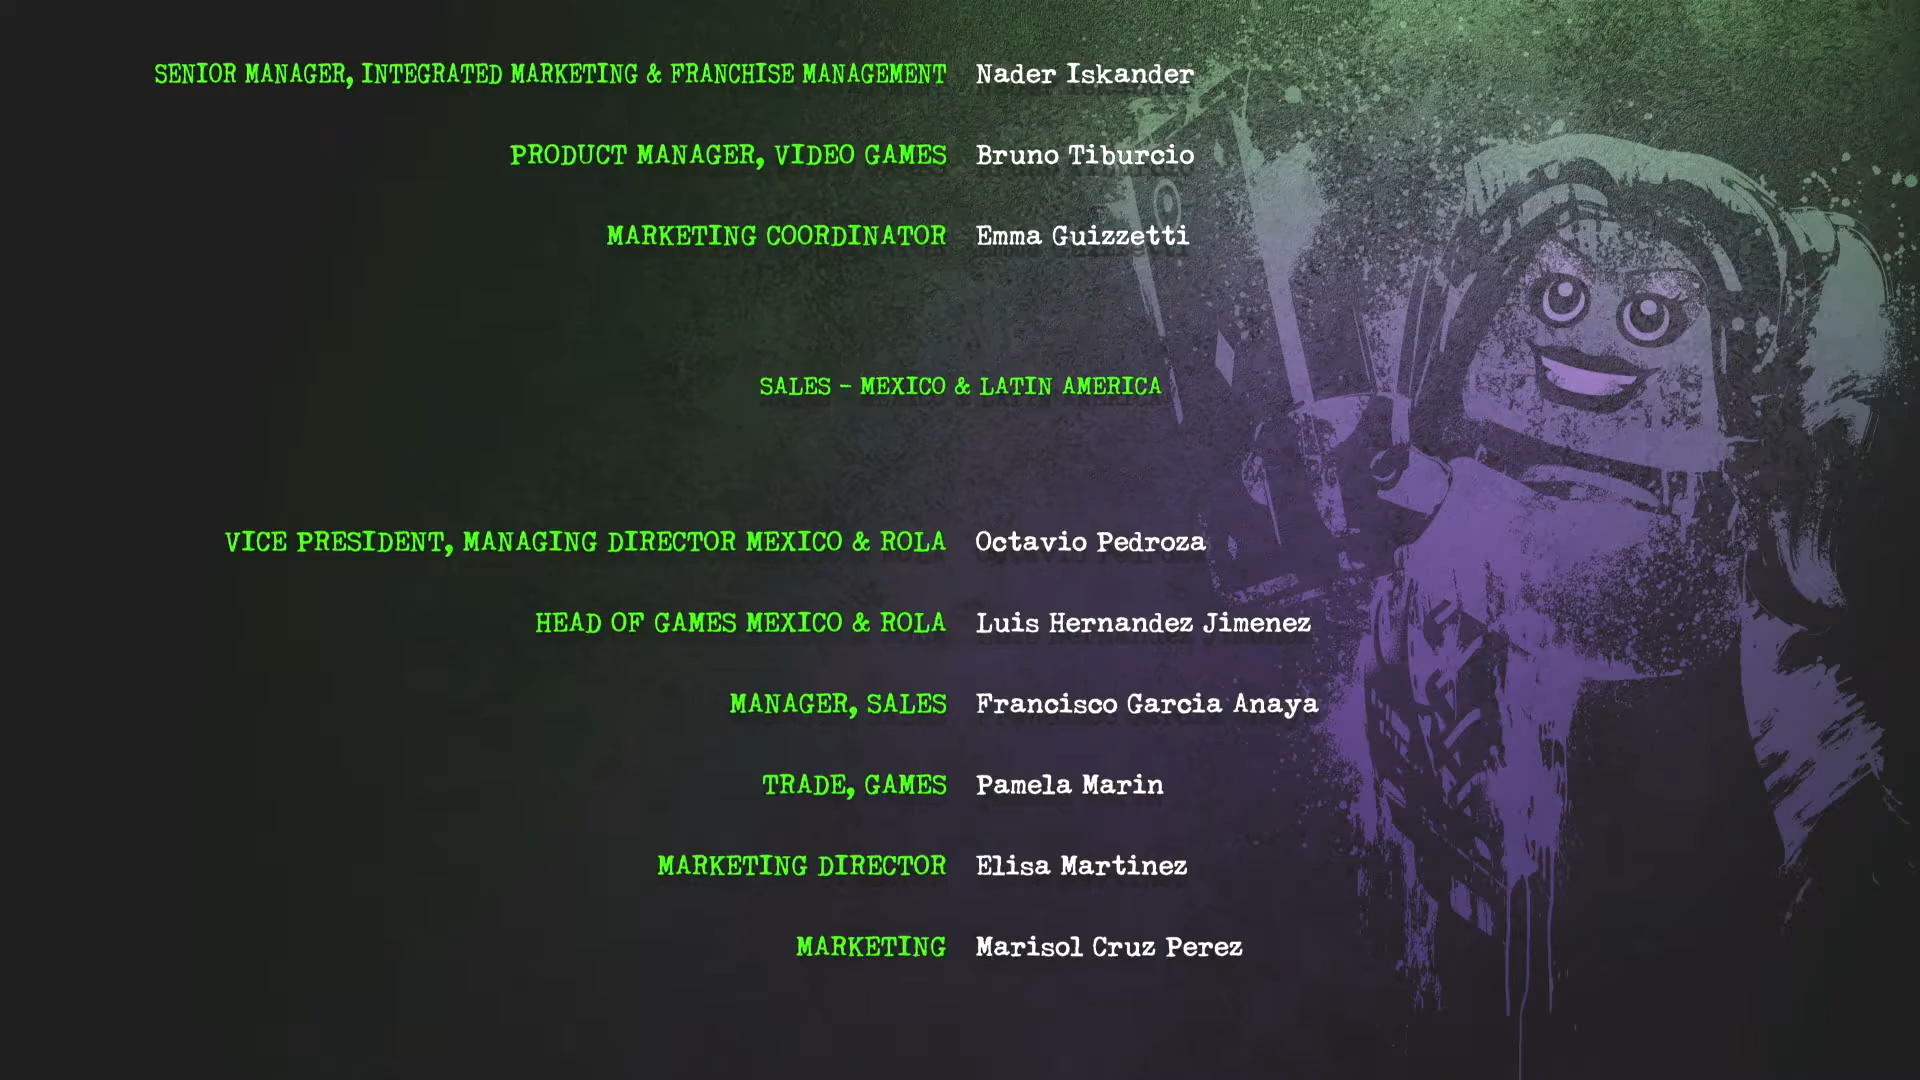 SENIOR MANAGER, INTEGRATED MARKETING & FRANCHISE MANAGEMENT Nader Iskander
PRODUCT MANAGER, VIDEO GAMES Bruno Tiburcio
MARKETING COORDINATOR Emma Guizzetti
SALES - MEXICO & LATIN AMERICA
VICE PRESIDENT, MANAGING DIRECTOR MEXICO & ROLA Octavio Pedroza
HEAD OF GAMES MEXICO & ROLA Luis Hernandez Jimenez
MANAGER, SALES Francisco Garcia Anaya
TRADE, GAMES Pamela Marin
MARKETING DIRECTOR Elisa Martinez
MARKETING Marisol Cruz Perez